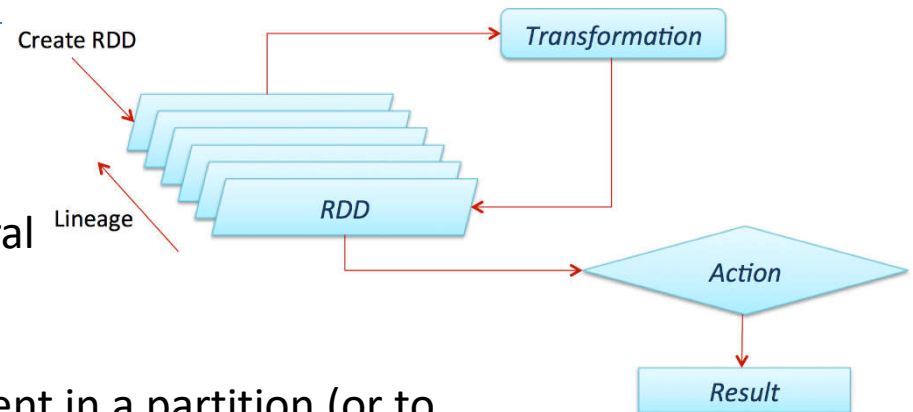 Create RDD
Transformation
RDD
Lineage
Action
ent in a partition (or to
Result